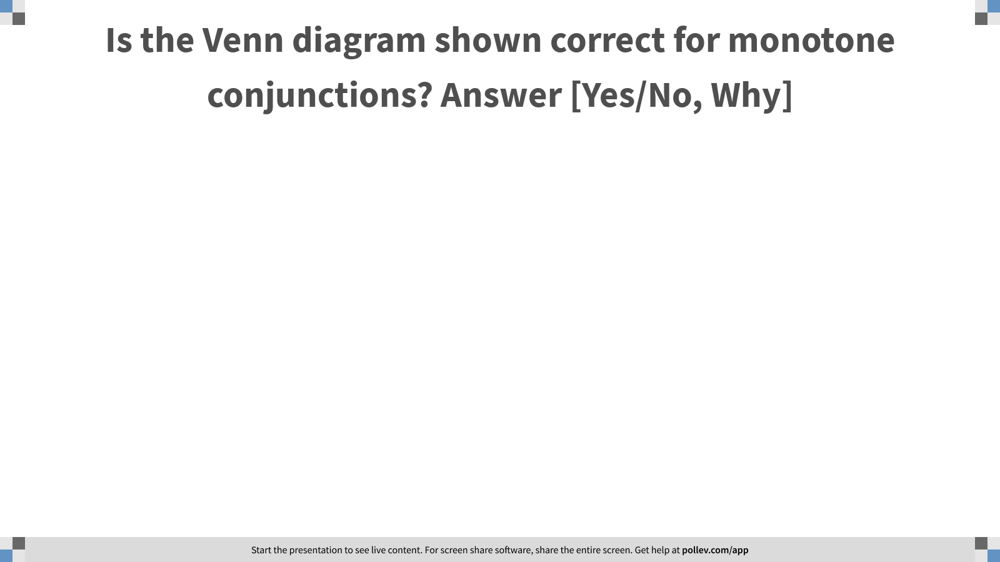 Is the Venn diagram shown correct for monotone
conjunctions? Answer [Yes/No, Why]
Start the presentation to see live content. For screen share software, share the entire screen. Get help at pollev.com/app